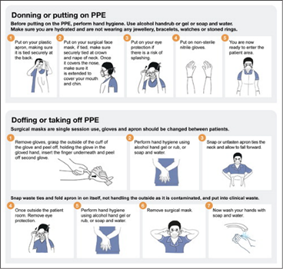 Donning or putting on PPE
Before putting on the PPE, perform hand hygiene. Use alcohol handrub or gel or soap and water.
Make sure you are hydrated and are not wearing any jewellery, bracelets, watches or stoned rings.
1
Put on your plastic
apron, making sure
it is tied securely at
the back.
2
Put on your surgical face
mask, if tied, make sure
securely tied at crown
and nape of neck. Once
it covers the nose,
make sure it
is extended
to cover your
mouth and
chin.
3
Put on your eye
protection if
there is a risk
of splashing.
4
Put on non-sterile
nitrile gloves.
5
You are now
ready to enter the
patient area.
Doffing or taking off PPE
Surgical masks are single session use, gloves and apron should be changed between patients.
1
Remove gloves, grasp the outside of the cuff
of the glove and peel off, holding the glove in the
gloved hand, insert the finger underneath and peel
off second glove.
2
Perform hand hygiene
using alcohol hand gel
or rub, or soap and water.
3
Snap or unfasten apron ties the
neck and allow to fall forward.
Snap waste ties and fold apron in on itself, not handling the outside as it is contaminated, and put into clinical waste.
4
Once outside the
patient room.
Remove eye
protection.
5
Perform hand hygiene
using alcohol hand gel
or rub, or soap
and water.
6
Remove surgical mask.
7
Now wash your hands with
soap and water.